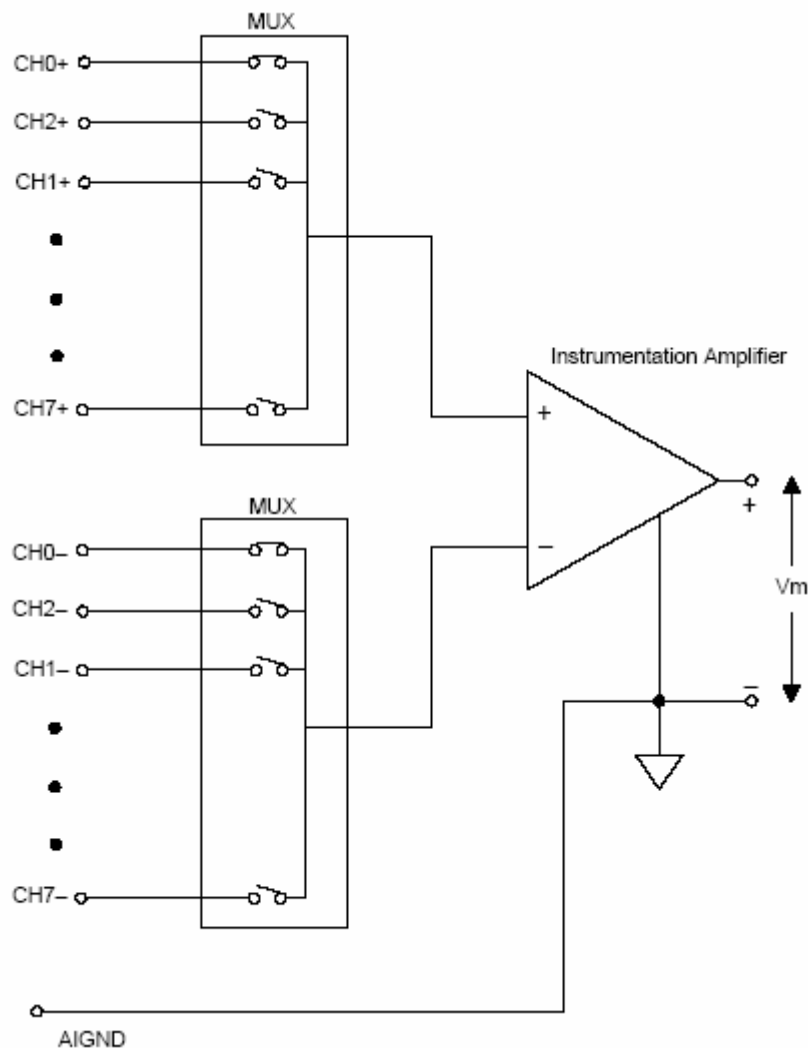 MUX
CH0+
CH2+
CH1+
CH7+
Instrumentation Amplifier
+
−
+
Vm
−
MUX
CH0−
CH2−
CH1−
CH7−
AIGND